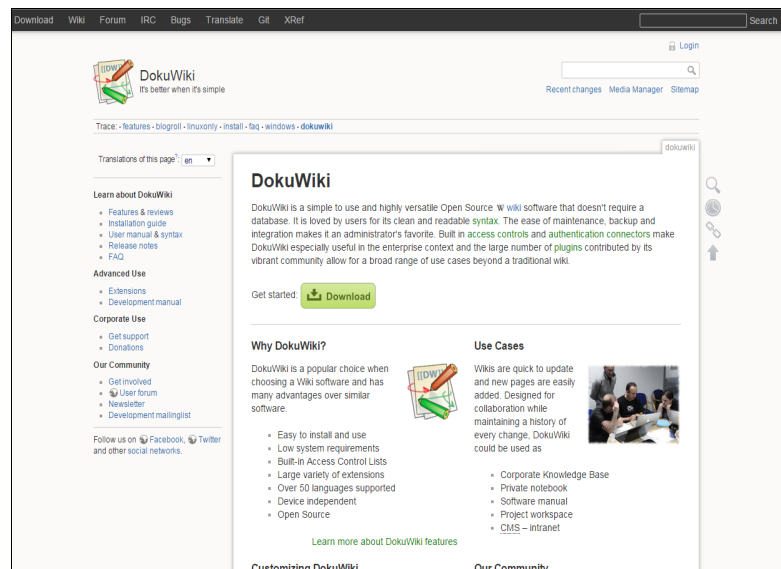 Download Wiki Forum IRC Bugs Translate Git XRef Search
Login
[[DW]]
DokuWiki
It's better when it's simple
Recent changes Media Manager Sitemap
Trace: • features • blogroll • linuxonly • install • faq • windows • dokuwiki
dokuwiki
Translations of this page?: en
Learn about DokuWiki
Features & reviews
Installation guide
User manual & syntax
Release notes
FAQ
Advanced Use
Extensions
Development manual
Corporate Use
Get support
Donations
Our Community
Get involved
User forum
Newsletter
Development mailinglist
Follow us on Facebook, Twitter
and other social networks.
DokuWiki
DokuWiki is a simple to use and highly versatile Open Source W wiki software that doesn't require a
database. It is loved by users for its clean and readable syntax. The ease of maintenance, backup and
integration makes it an administrator's favorite. Built in access controls and authentication connectors make
DokuWiki especially useful in the enterprise context and the large number of plugins contributed by its
vibrant community allow for a broad range of use cases beyond a traditional wiki.
Get started: Download
Why DokuWiki?
DokuWiki is a popular choice when
choosing a Wiki software and has
many advantages over similar
software.
[[DW]]
Easy to install and use
Low system requirements
Built-in Access Control Lists
Large variety of extensions
Over 50 languages supported
Device independent
Open Source
Learn more about DokuWiki features
Use Cases
Wikis are quick to update
and new pages are easily
added. Designed for
collaboration while
maintaining a history of
every change, DokuWiki
could be used as
Corporate Knowledge Base
Private notebook
Software manual
Project workspace
CMS – intranet
Customizing DokuWiki
Our Community